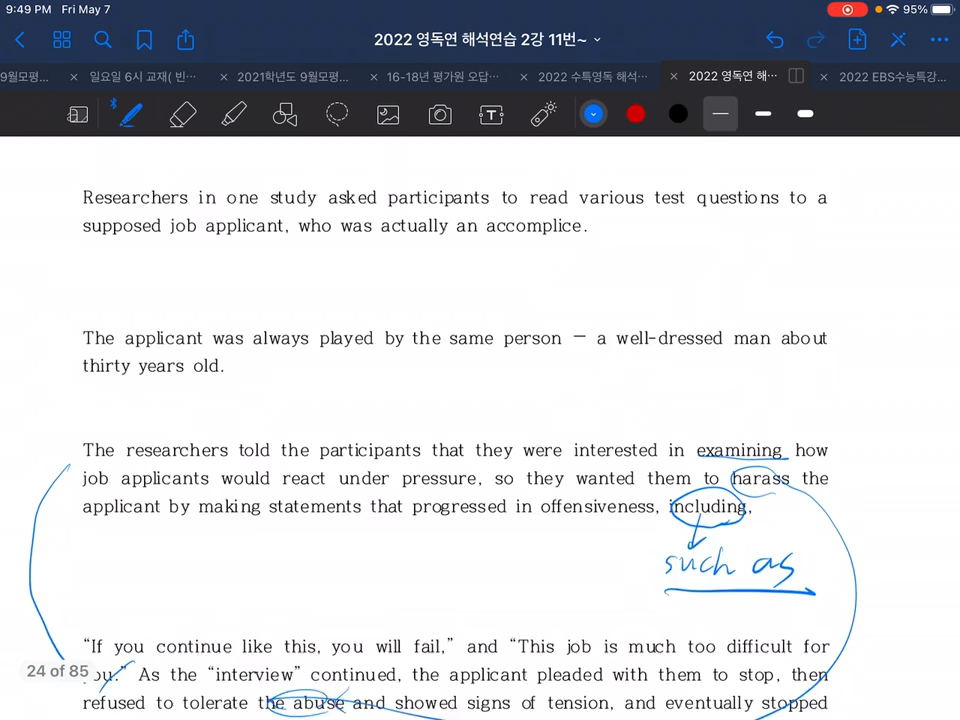 9:49 PM Fri May 7
95%
2022 영독연 해석연습 2강 11번~
9월모평...
일요일 6시 교재( 빈...
2021학년도 9월모평...
16-18년 평가원 오답...
2022 수특영독 해석...
2022 영독연 해...
2022 EBS수능특강...
Researchers in one study asked participants to read various test questions to a
supposed job applicant, who was actually an accomplice.
The applicant was always played by the same person — a well-dressed man about
thirty years old.
The researchers told the participants that they were interested in examining how
job applicants would react under pressure, so they wanted them to harass the
applicant by making statements that progressed in offensiveness, including,
such as
“If you continue like this, you will fail,” and “This job is much too difficult for
24 of 85
you.” As the “interview” continued, the applicant pleaded with them to stop, then
refused to tolerate the abuse and showed signs of tension, and eventually stopped